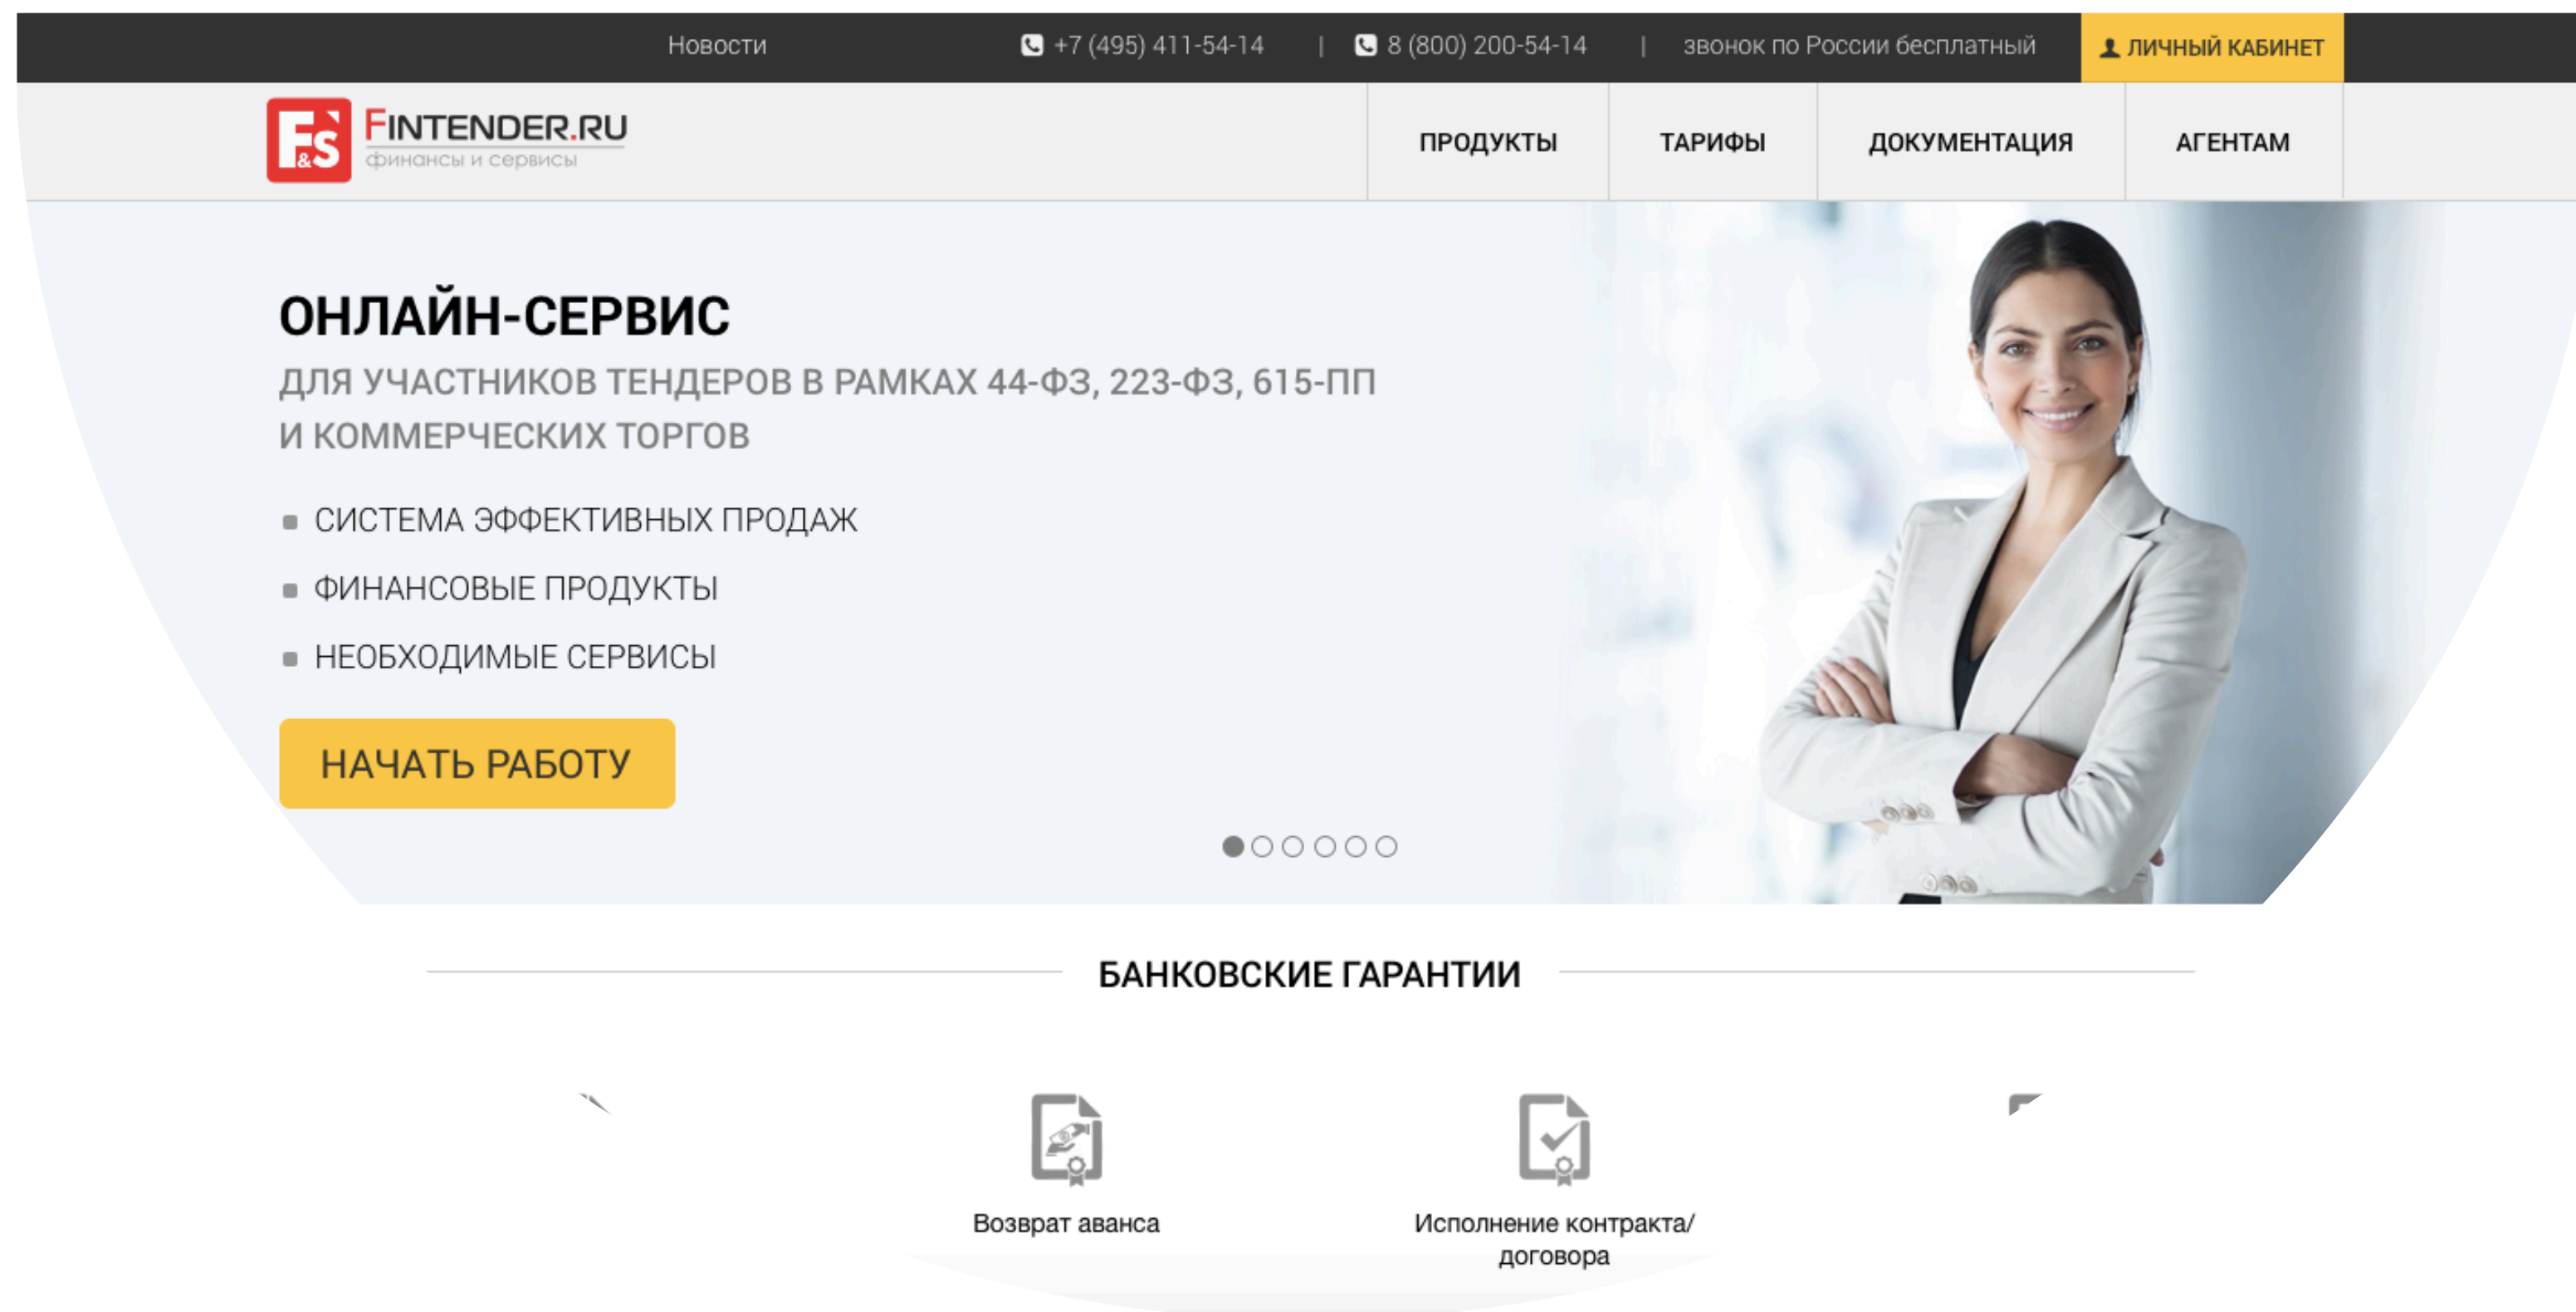 Новости
+7 (495) 411-54-14 | 8 (800) 200-54-14 | звонок по России бесплатный
ЛИЧНЫЙ КАБИНЕТ
F&S
FINTENDER.RU
финансы и сервисы
ПРОДУКТЫ
ТАРИФЫ
ДОКУМЕНТАЦИЯ
АГЕНТАМ
ОНЛАЙН-СЕРВИС
ДЛЯ УЧАСТНИКОВ ТЕНДЕРОВ В РАМКАХ 44-ФЗ, 223-ФЗ, 615-ПП
И КОММЕРЧЕСКИХ ТОРГОВ
СИСТЕМА ЭФФЕКТИВНЫХ ПРОДАЖ
ФИНАНСОВЫЕ ПРОДУКТЫ
НЕОБХОДИМЫЕ СЕРВИСЫ
НАЧАТЬ РАБОТУ
БАНКОВСКИЕ ГАРАНТИИ
Возврат аванса
Исполнение контракта/
договора